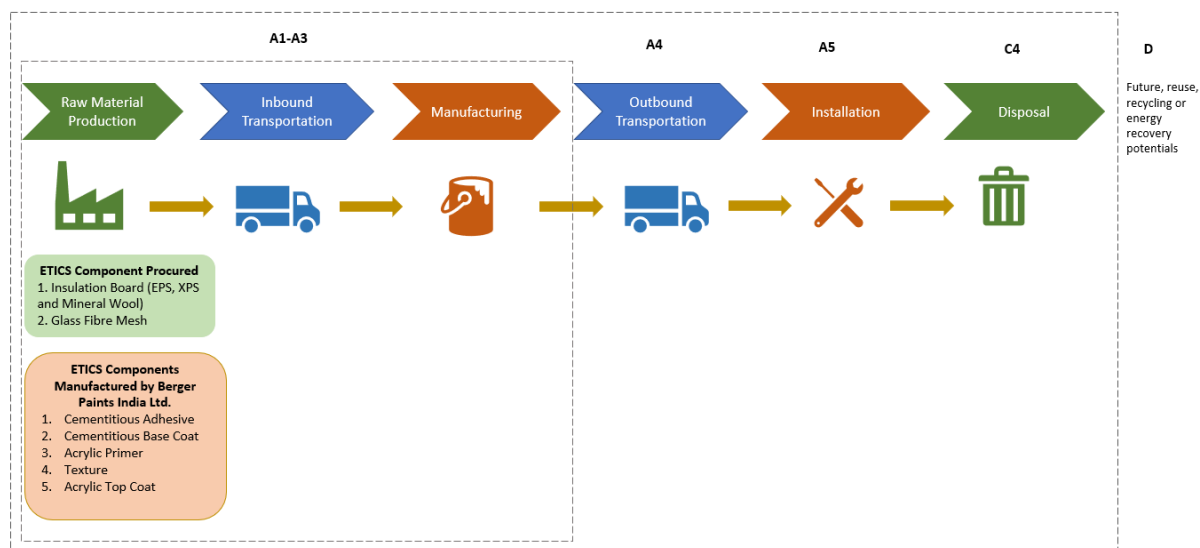 A1-A3
A4
A5
C4
D
Raw Material
Production
Inbound
Transportation
Manufacturing
Outbound
Transportation
Installation
Disposal
Future, reuse,
recycling or
energy
recovery
potentials
ETICS Component Procured
1. Insulation Board (EPS, XPS
and Mineral Wool)
2. Glass Fibre Mesh
ETICS Components
Manufactured by Berger
Paints India Ltd.
1. Cementitious Adhesive
2. Cementitious Base Coat
3. Acrylic Primer
4. Texture
5. Acrylic Top Coat